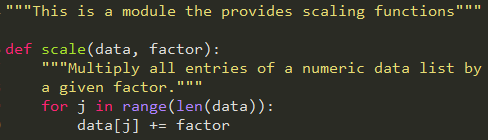 """This is a module the provides scaling functions"""
def scale(data, factor):
"""Multiply all entries of a numeric data list by
a given factor."""
for j in range(len(data)):
data[j] += factor